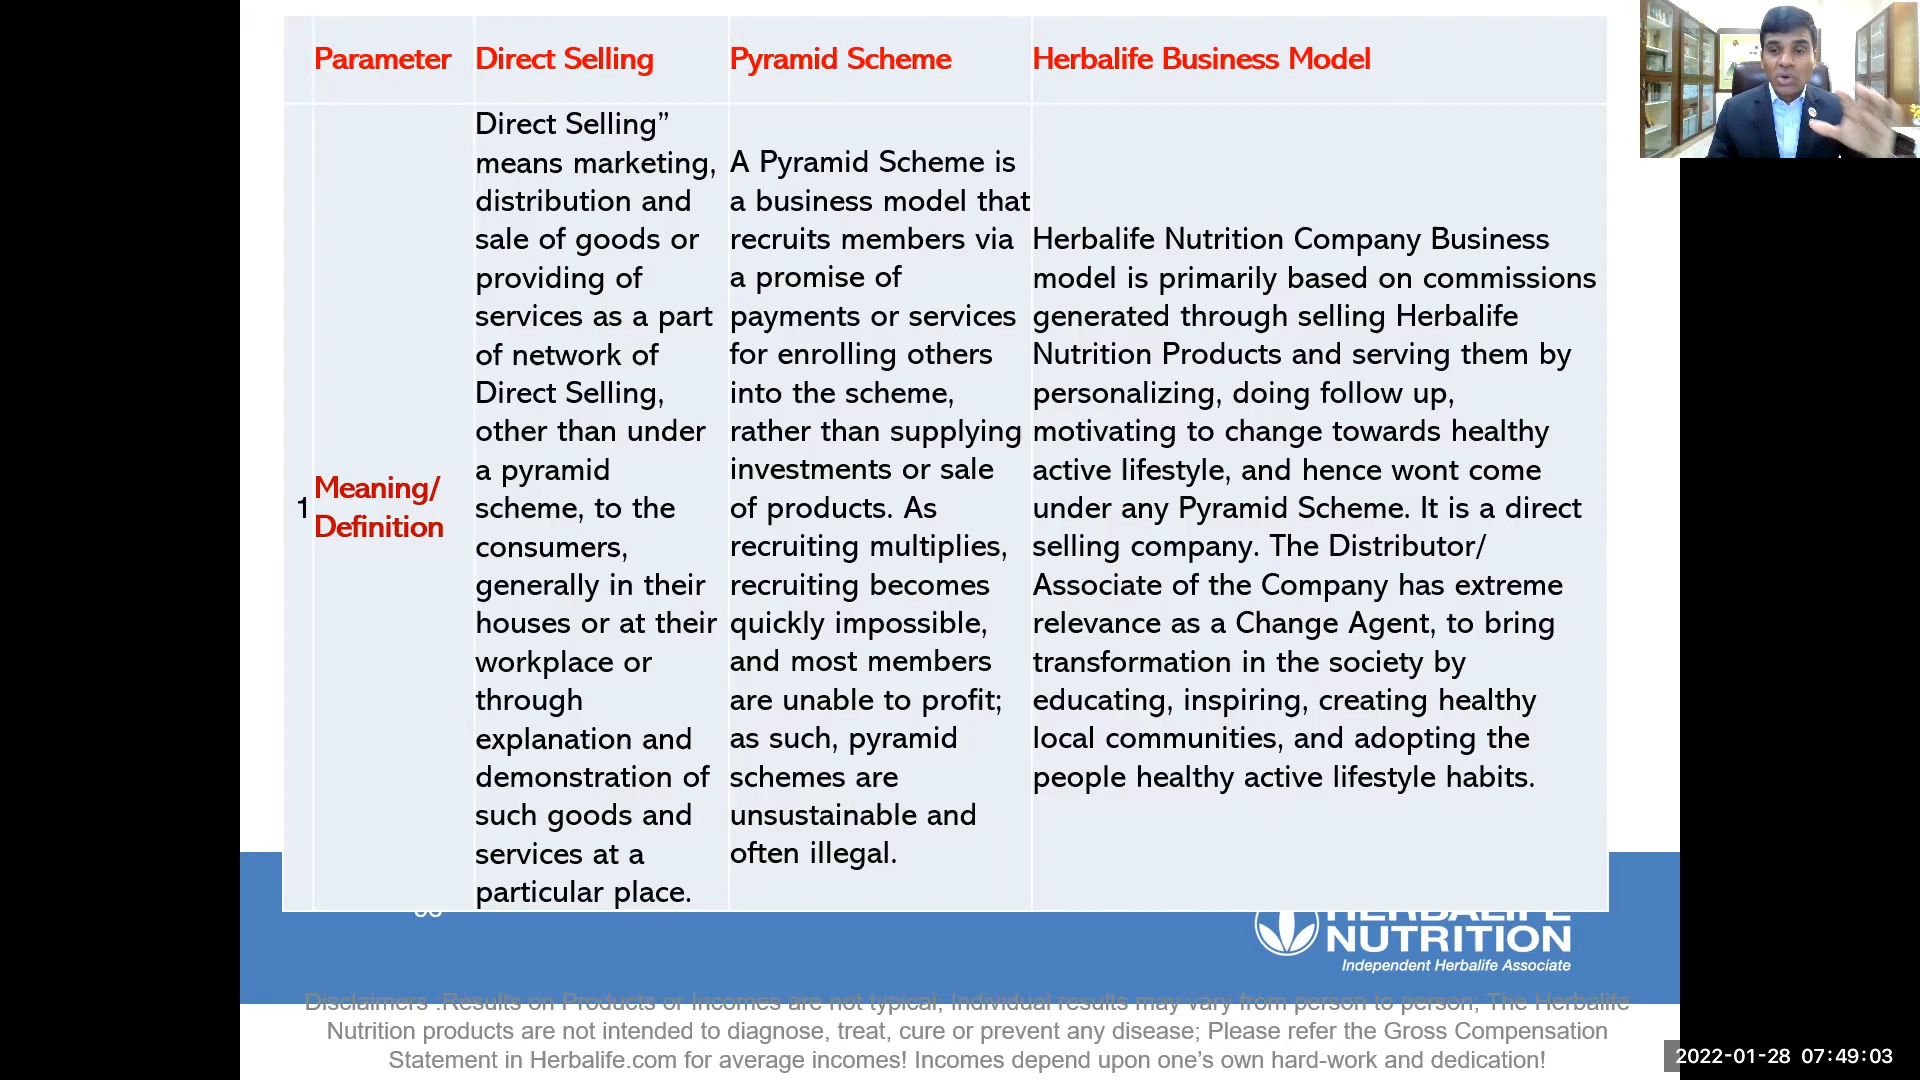 Parameter
Direct Selling
Pyramid Scheme
Herbalife Business Model
1
Meaning/
Definition
Direct Selling”
means marketing,
distribution and
sale of goods or
providing of
services as a part
of network of
Direct Selling,
other than under
a pyramid
scheme, to the
consumers,
generally in their
houses or at their
workplace or
through
explanation and
demonstration of
such goods and
services at a
particular place.
A Pyramid Scheme is
a business model that
recruits members via
a promise of
payments or services
for enrolling others
into the scheme,
rather than supplying
investments or sale
of products. As
recruiting multiplies,
recruiting becomes
quickly impossible,
and most members
are unable to profit;
as such, pyramid
schemes are
unsustainable and
often illegal.
Herbalife Nutrition Company Business
model is primarily based on commissions
generated through selling Herbalife
Nutrition Products and serving them by
personalizing, doing follow up,
motivating to change towards healthy
active lifestyle, and hence wont come
under any Pyramid Scheme. It is a direct
selling company. The Distributor/
Associate of the Company has extreme
relevance as a Change Agent, to bring
transformation in the society by
educating, inspiring, creating healthy
local communities, and adopting the
people healthy active lifestyle habits.
HERBALIFE
NUTRITION
Independent Herbalife Associate
Disclaimers :Results on Products or Incomes are not typical; Individual results may vary from person to person; The Herbalife
Nutrition products are not intended to diagnose, treat, cure or prevent any disease; Please refer the Gross Compensation
Statement in Herbalife.com for average incomes! Incomes depend upon one’s own hard-work and dedication!
2022-01-28 07:49:03